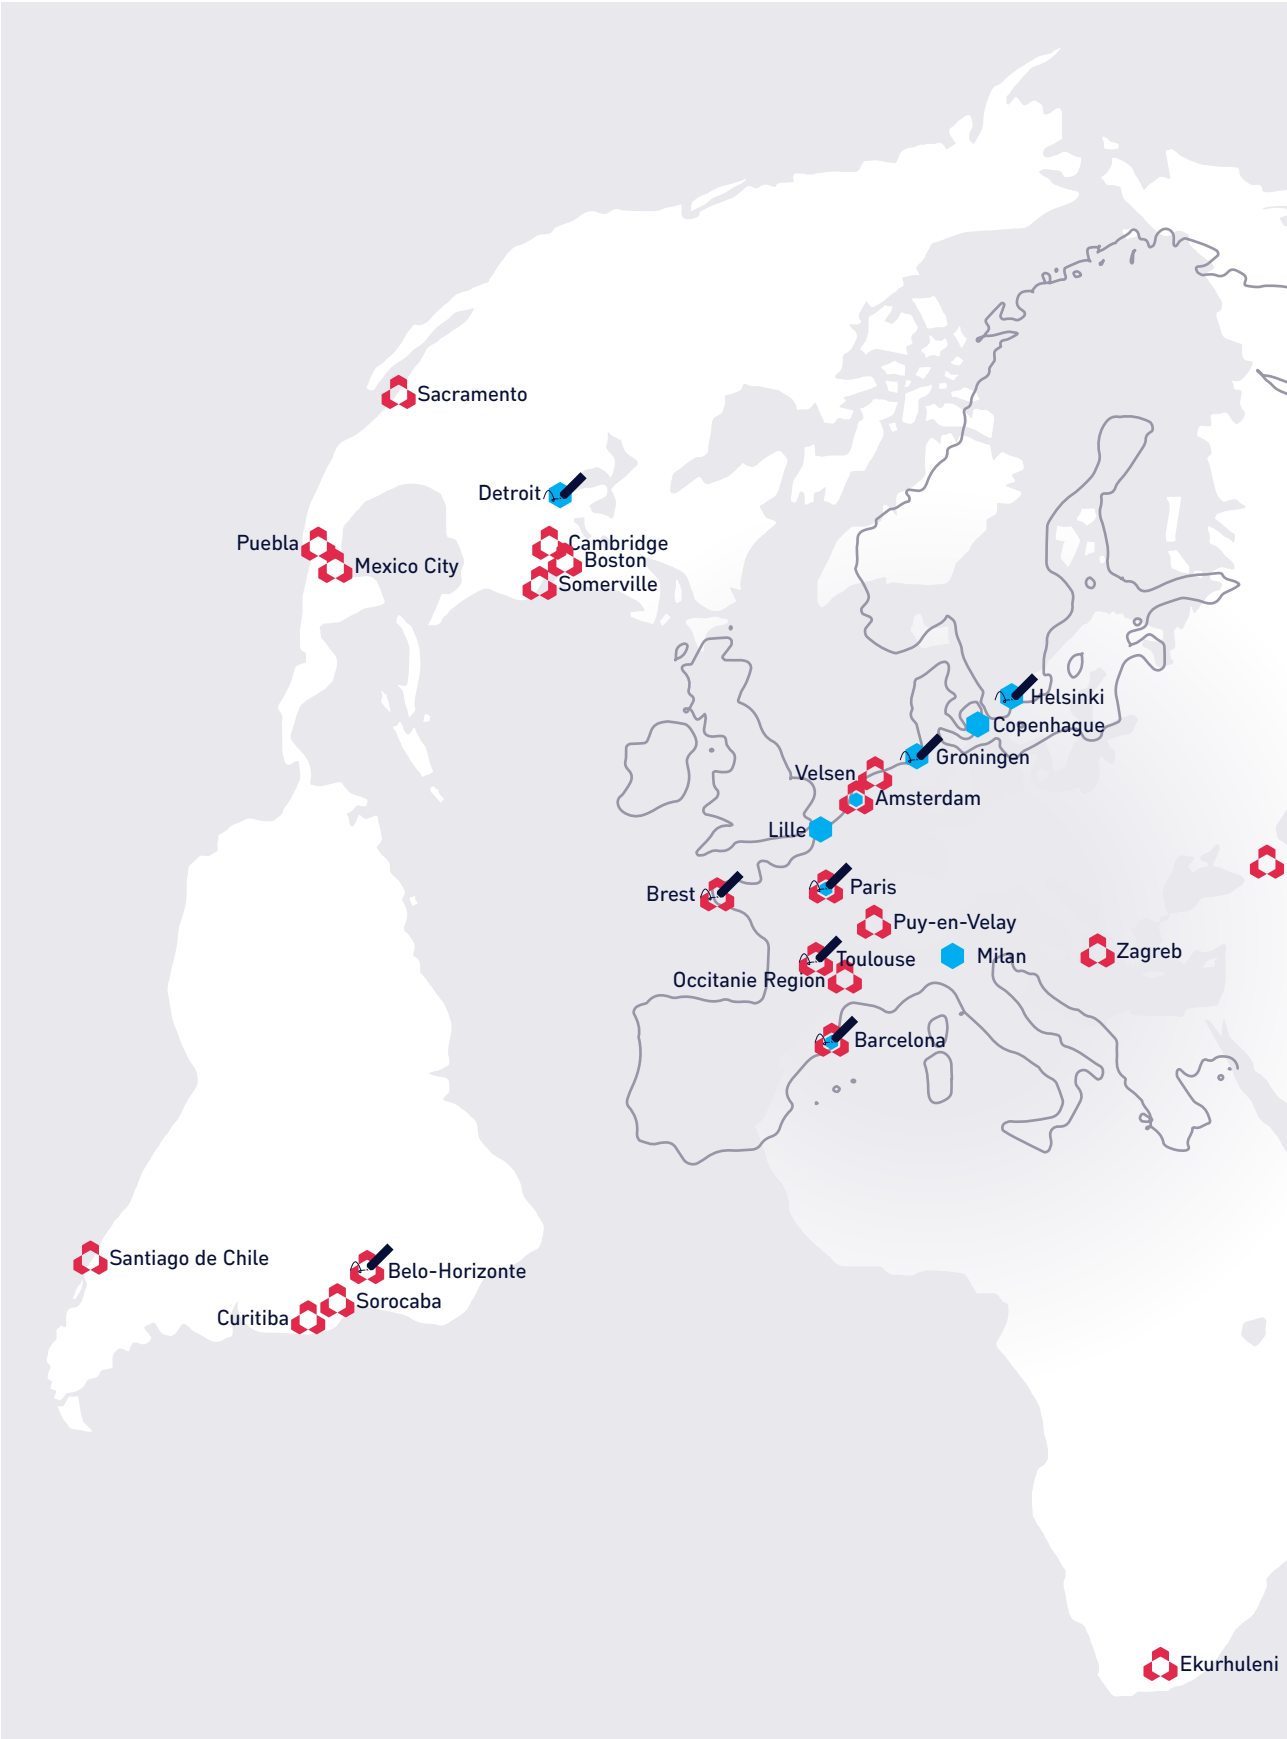 Sacramento
Detroit
Puebla
Cambridge
Boston
Mexico City
Somerville
Helsinki
Copenhague
Groningen
Velsen
Amsterdam
Lille
Paris
Brest
Puy-en-Velay
Zagreb
Toulouse
Milan
Occitanie Region
Barcelona
Santiago de Chile
Belo-Horizonte
Sorocaba
Curitiba
Ekurhuleni